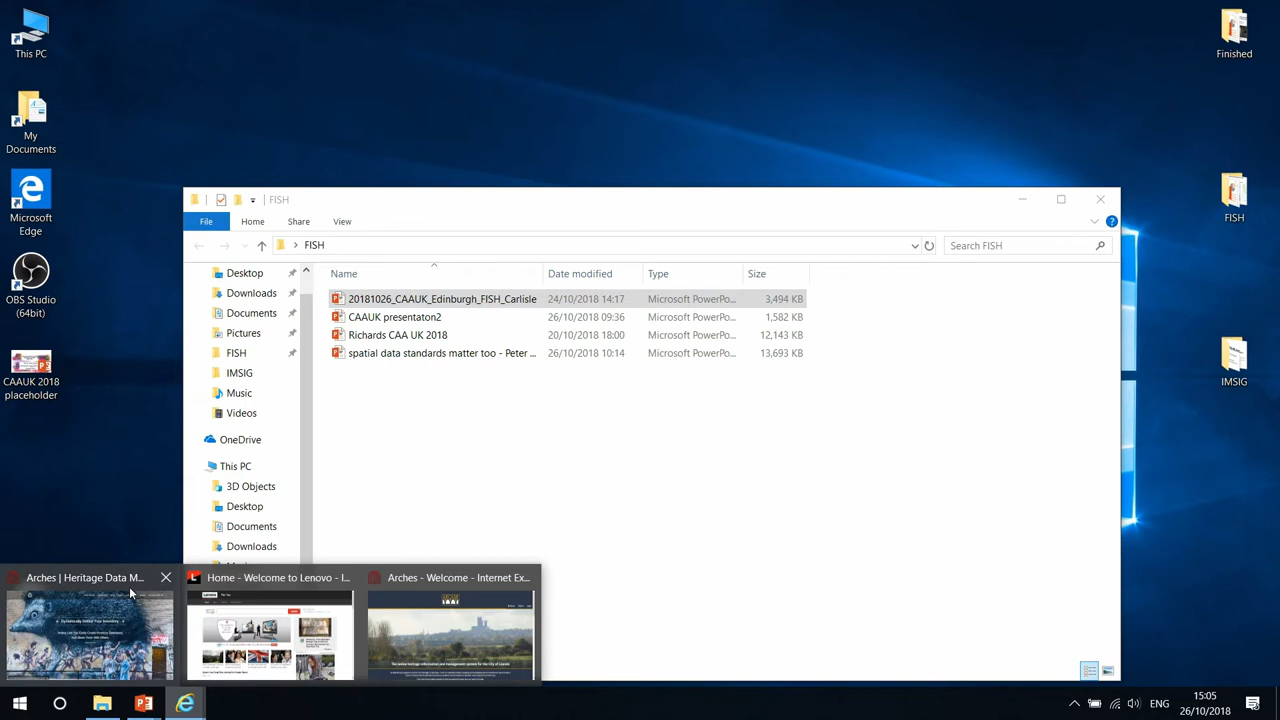 This PC
My
Documents
Microsoft
Edge
OBS Studio
(64bit)
CAAUK 2018
placeholder
Finished
FISH
IMSIG
FISH
File
Home
Share
View
FISH
Search FISH
Name
Date modified
Type
Size
20181026_CAAUK_Edinburgh_FISH_Carlisle
24/10/2018 14:17
Microsoft PowerPo...
3,494 KB
CAAUK presentaton2
26/10/2018 09:36
Microsoft PowerPo...
1,582 KB
Richards CAA UK 2018
20/10/2018 18:00
Microsoft PowerPo...
12,143 KB
spatial data standards matter too - Peter ...
26/10/2018 10:14
Microsoft PowerPo...
13,693 KB
Desktop
Downloads
Documents
Pictures
FISH
IMSIG
Music
Videos
OneDrive
This PC
3D Objects
Desktop
Documents
Downloads
Arches | Heritage Data M...
Home - Welcome to Lenovo - I...
Arches - Welcome - Internet Ex...
ENG
15:05
26/10/2018